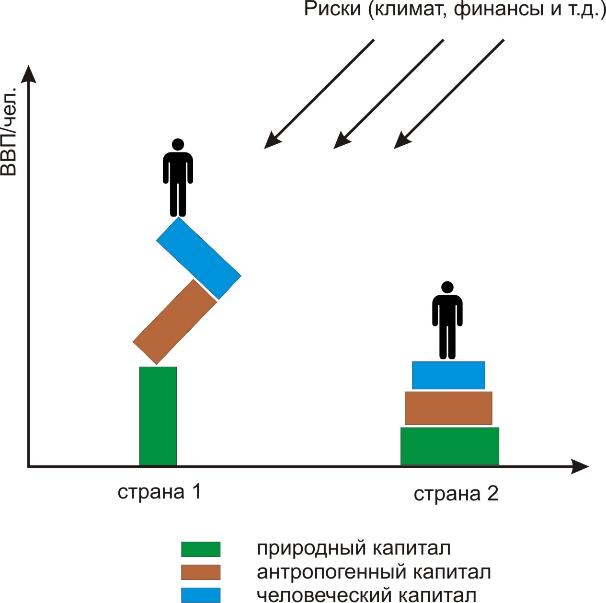 Риски (климат, финансы и т.д.)
ВВП/чел.
страна 1
страна 2
природный капитал
антропогенный капитал
человеческий капитал